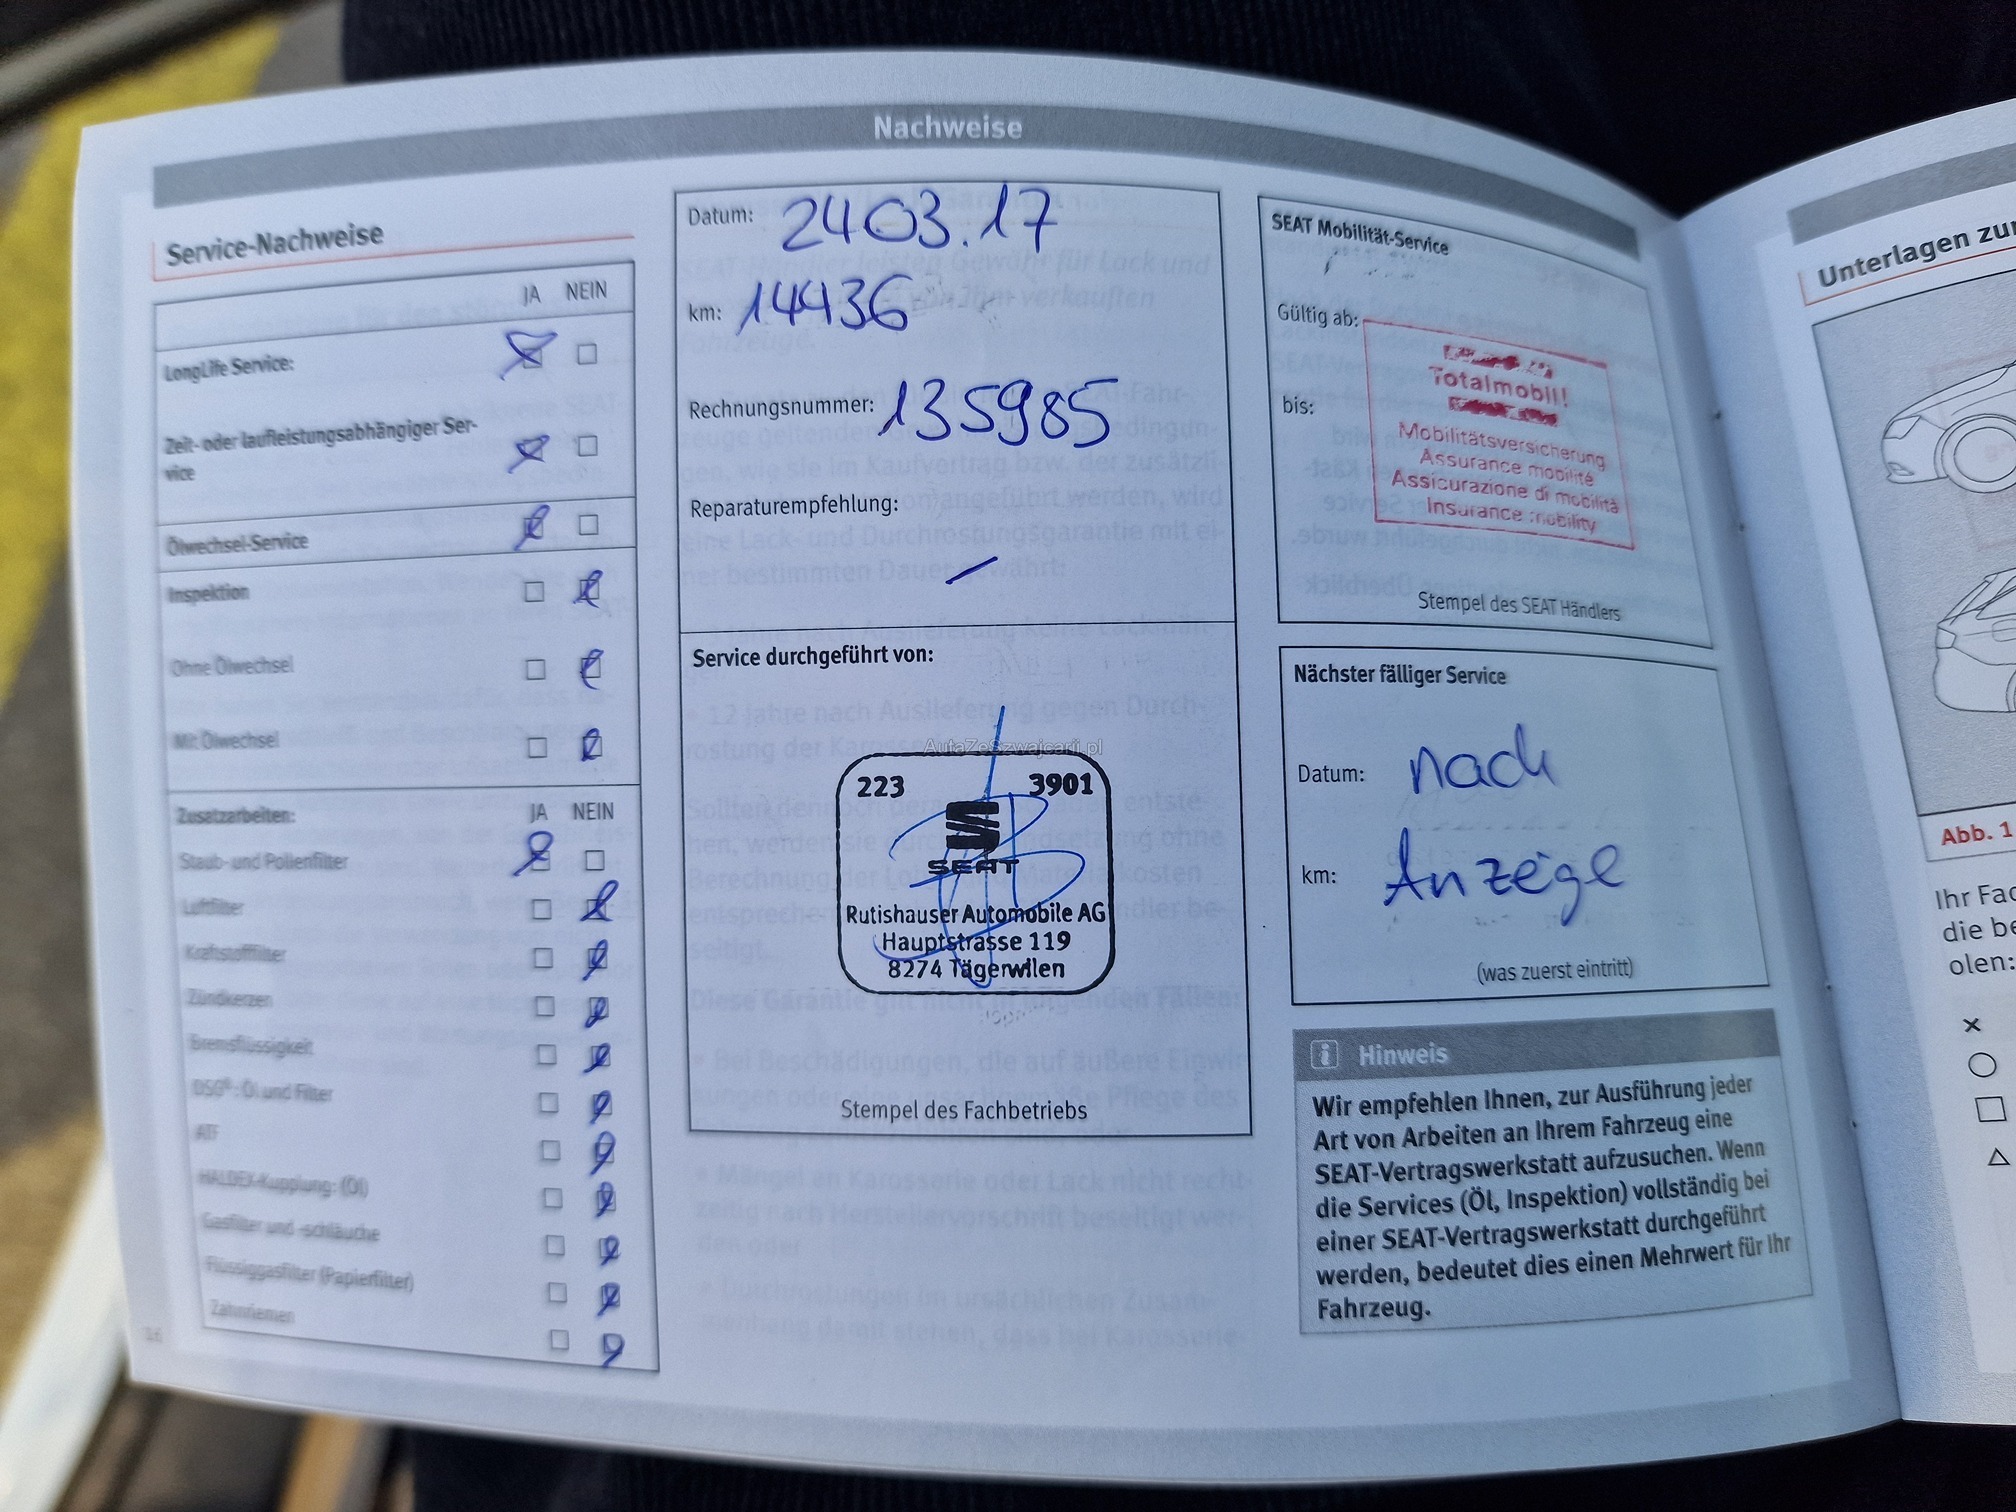 Nachweise
Service-Nachweise
JA NEIN
LongLife Service:
Zeit- oder laufleistungsabhängiger Ser-
vice
Ölwechsel-Service
Inspektion
Ohne Ölwechsel
Mit Ölwechsel
Zusatzarbeiten: JA NEIN
Staub- und Pollenfilter
Luftfilter
Kraftstofffilter
Zündkerzen
Bremsflüssigkeit
DSG®: Öl und Filter
ATF
HALDEX-Kupplung: (Öl)
Gasfilter und -schläuche
Flüssiggasfilter (Papierfilter)
Zahnriemen
16
Datum: 2403.17
km: 14436
Rechnungsnummer: 135985
Reparaturempfehlung:
Service durchgeführt von:
AutaZeSzwajcarii.pl
223 3901
SEAT
Rutishauser Automobile AG
Hauptstrasse 119
8274 Tägerwilen
Stempel des Fachbetriebs
SEAT Mobilität-Service
Gültig ab:
bis:
Totalmobil!
Mobilitätsversicherung
Assurance mobilité
Assicurazione di mobilità
Insurance mobility
Stempel des SEAT Händlers
Nächster fälliger Service
Datum: nach
km: Anzeige
(was zuerst eintritt)
i Hinweis
Wir empfehlen Ihnen, zur Ausführung jeder
Art von Arbeiten an Ihrem Fahrzeug eine
SEAT-Vertragswerkstatt aufzusuchen. Wenn
die Services (Öl, Inspektion) vollständig bei
einer SEAT-Vertragswerkstatt durchgeführt
werden, bedeutet dies einen Mehrwert für Ihr
Fahrzeug.
Unterlagen
Abb. 1
Ihr
die